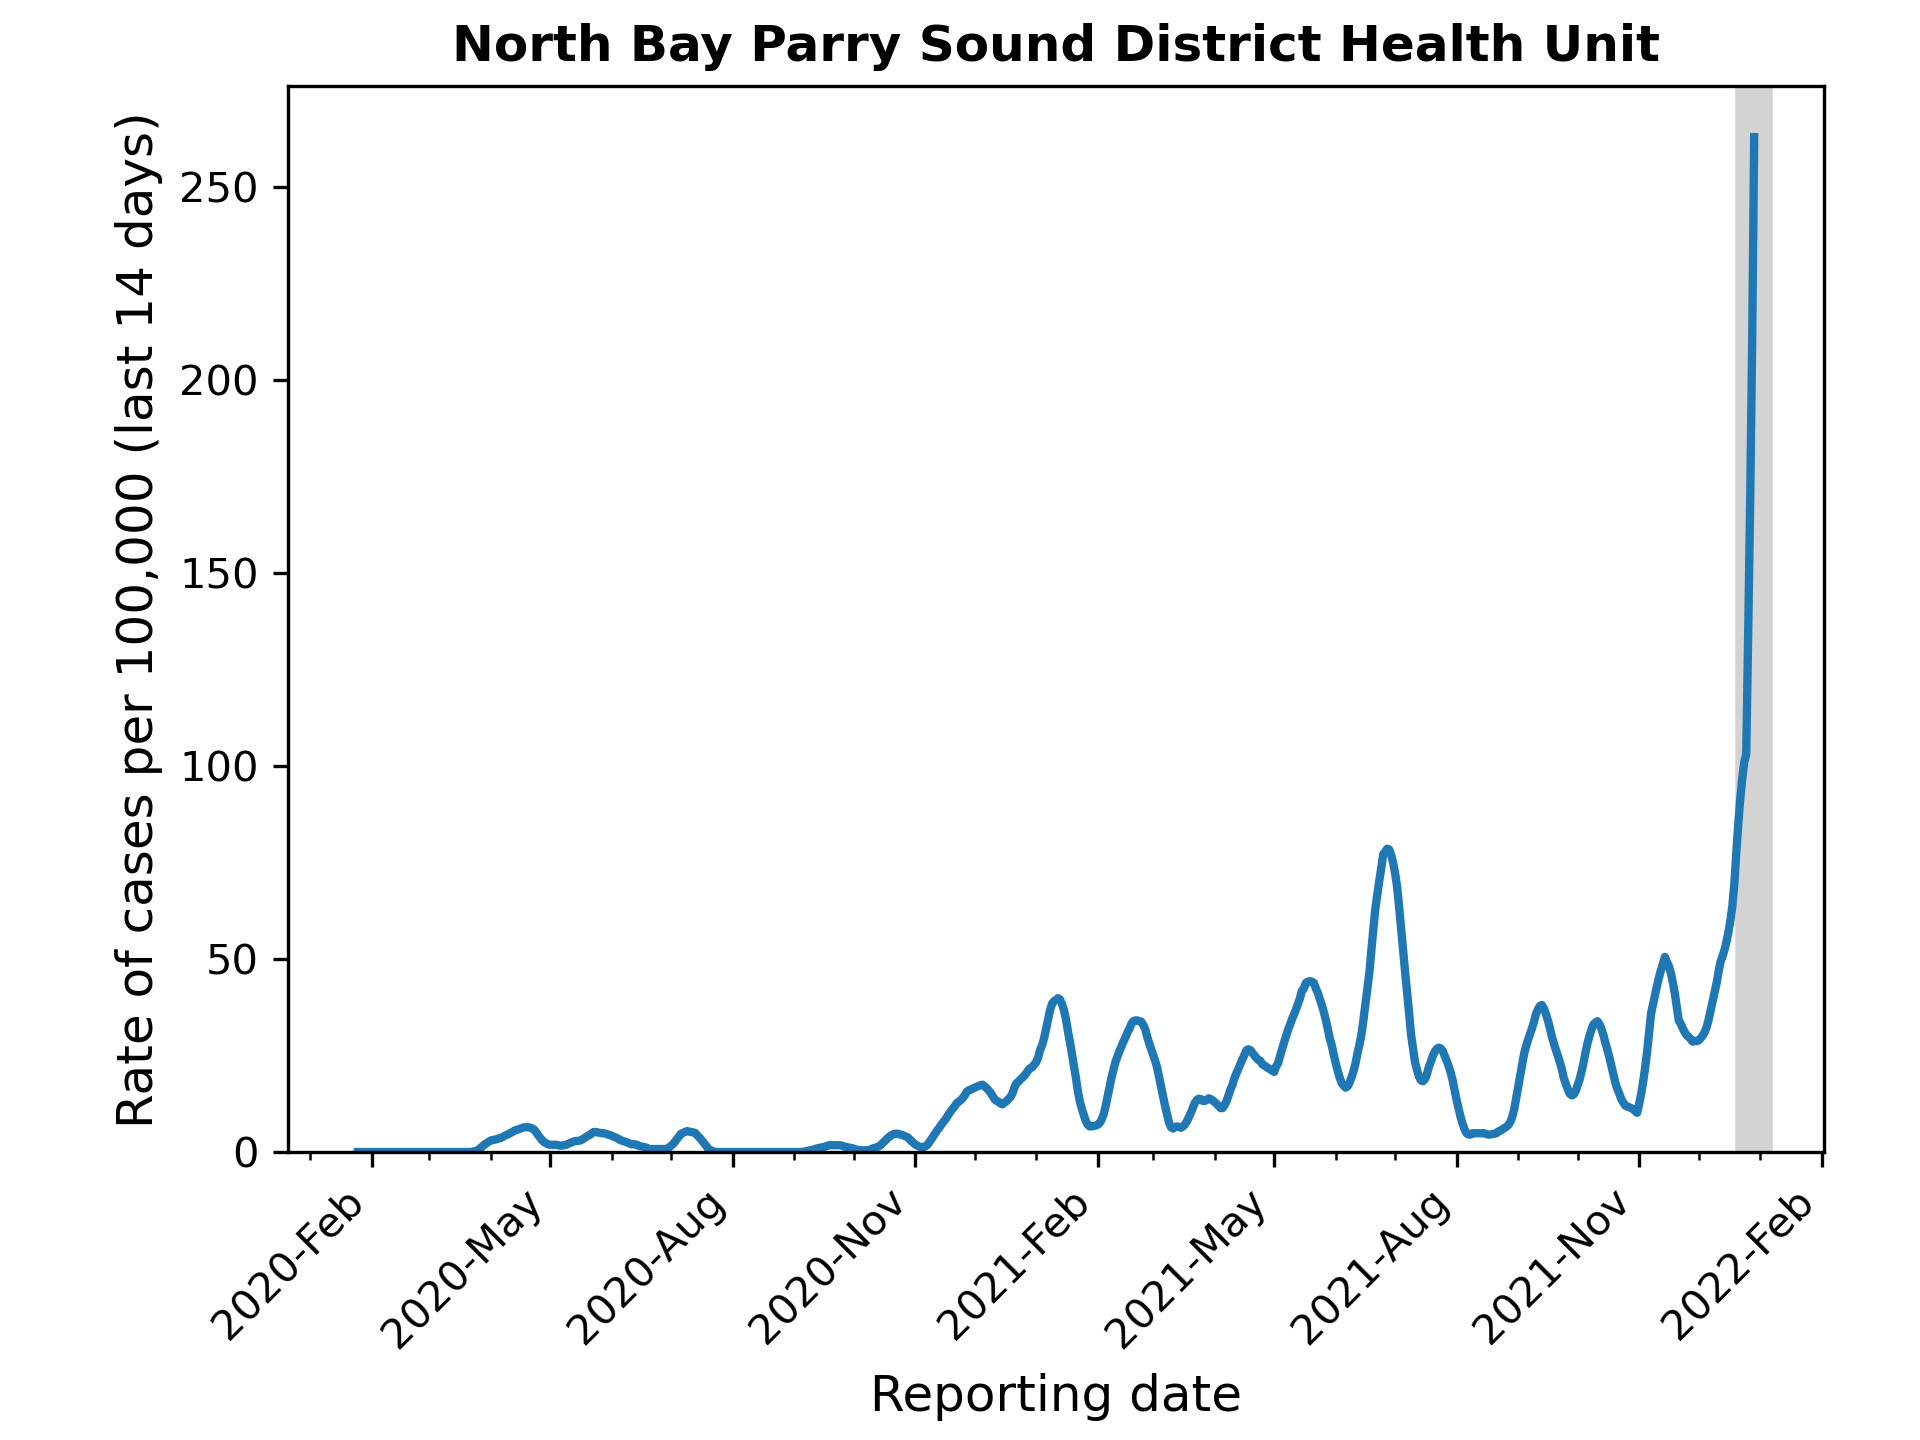 North Bay Parry Sound District Health Unit
Rate of cases per 100,000 (last 14 days)
250
200
150
100
50
0
2020-Feb
2020-May
2020-Aug
2020-Nov
2021-Feb
2021-May
2021-Aug
2021-Nov
2022-Feb
Reporting date